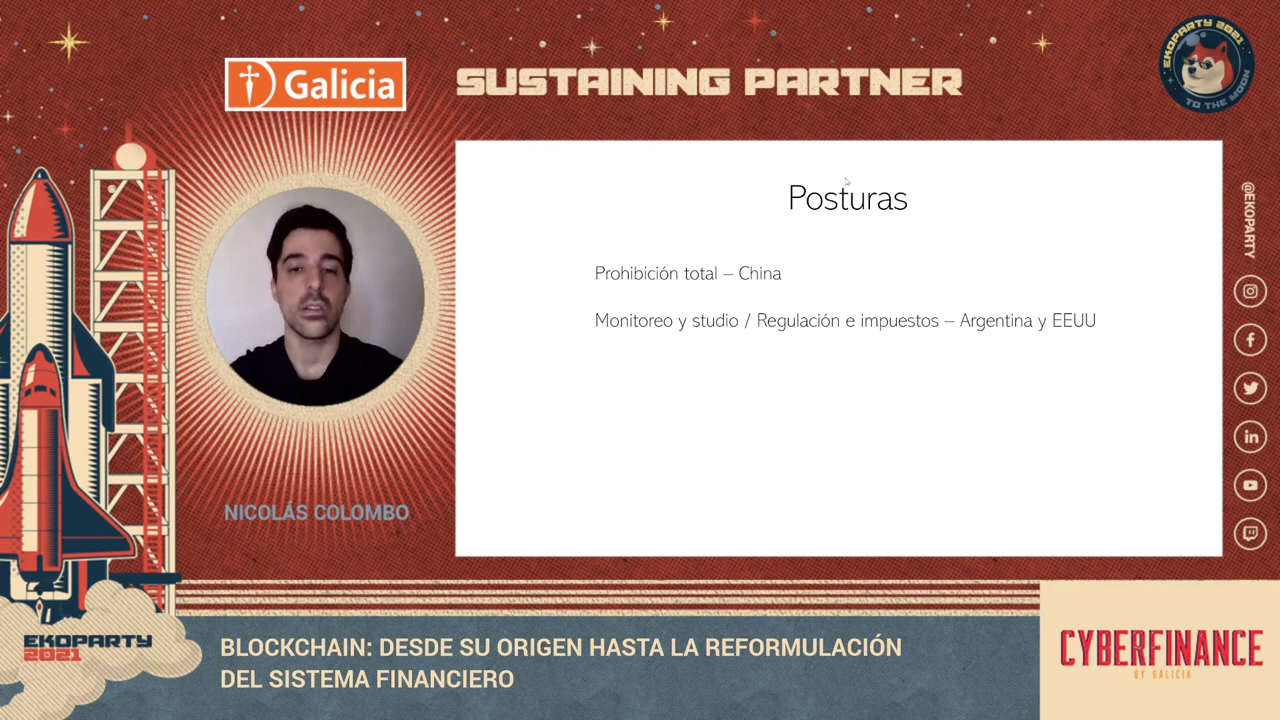 Galicia
SUSTAINING PARTNER
EKOPARTY 2021
TO THE MOON
Posturas
Prohibición total – China
Monitoreo y studio / Regulación e impuestos – Argentina y EEUU
@EKOPARTY
NICOLÁS COLOMBO
EKOPARTY
2021
BLOCKCHAIN: DESDE SU ORIGEN HASTA LA REFORMULACIÓN
DEL SISTEMA FINANCIERO
CYBERFINANCE
BY GALICIA